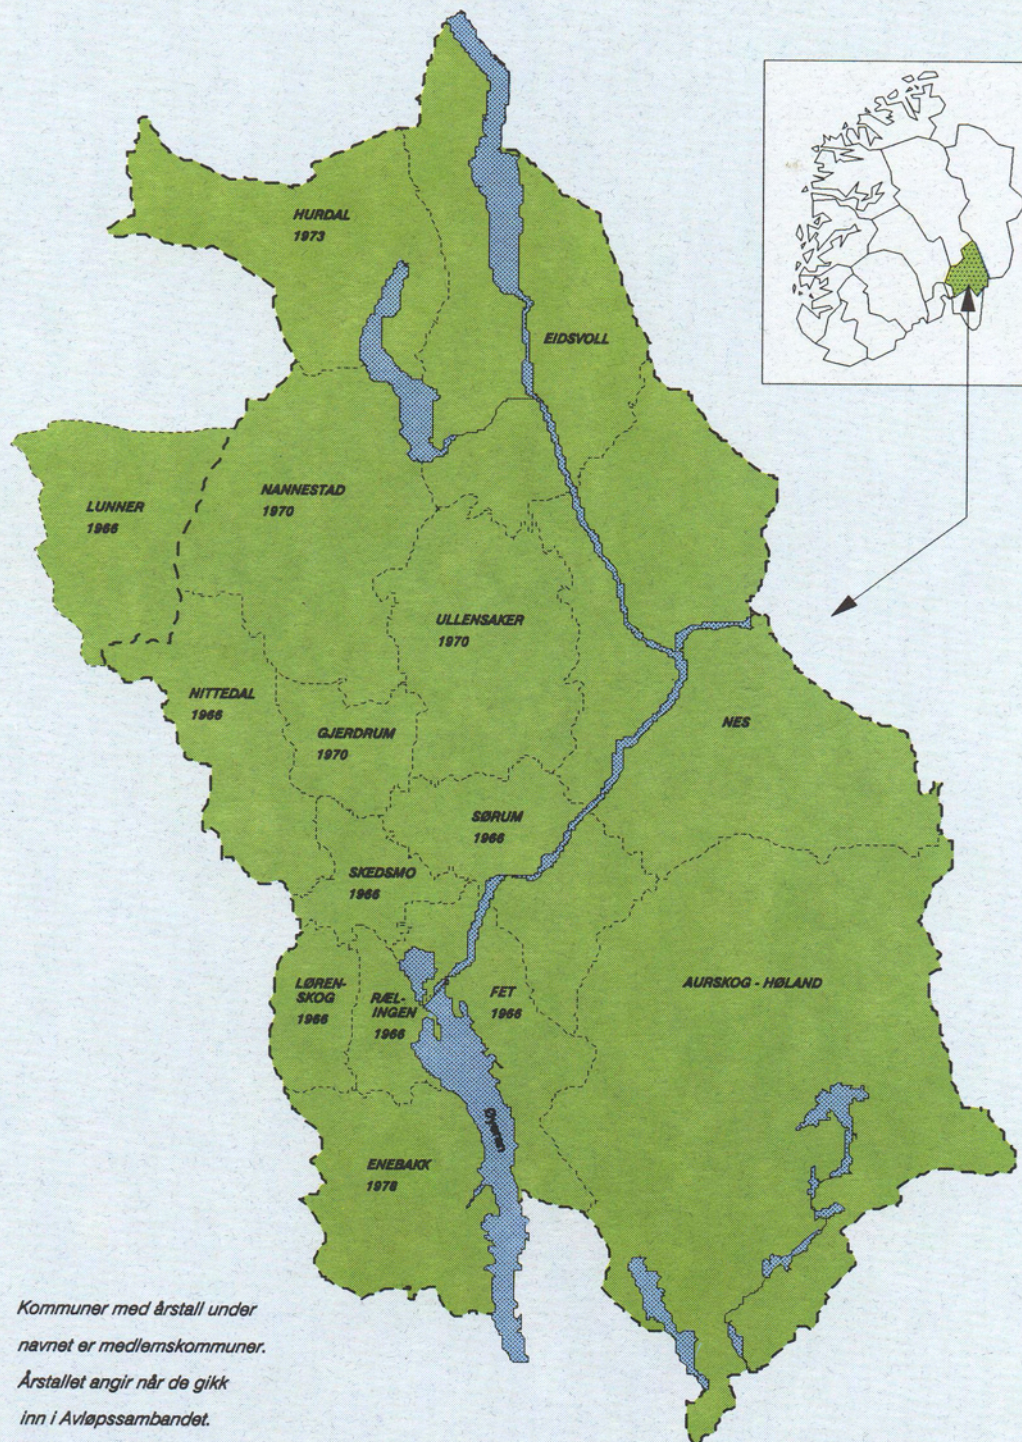 HURDAL
1973
EIDSVOLL
LUNNER
1966
NANNESTAD
1970
ULLENSAKER
1970
NITTEDAL
1966
GJERDRUM
1970
NES
SØRUM
1966
SKEDSMO
1966
LØREN-
SKOG
1966
RÆL-
INGEN
1966
FET
1966
AURSKOG - HØLAND
Øyeren
ENEBAKK
1978
Kommuner med årstall under
navnet er medlemskommuner.
Årstallet angir når de gikk
inn i Avløpssambandet.